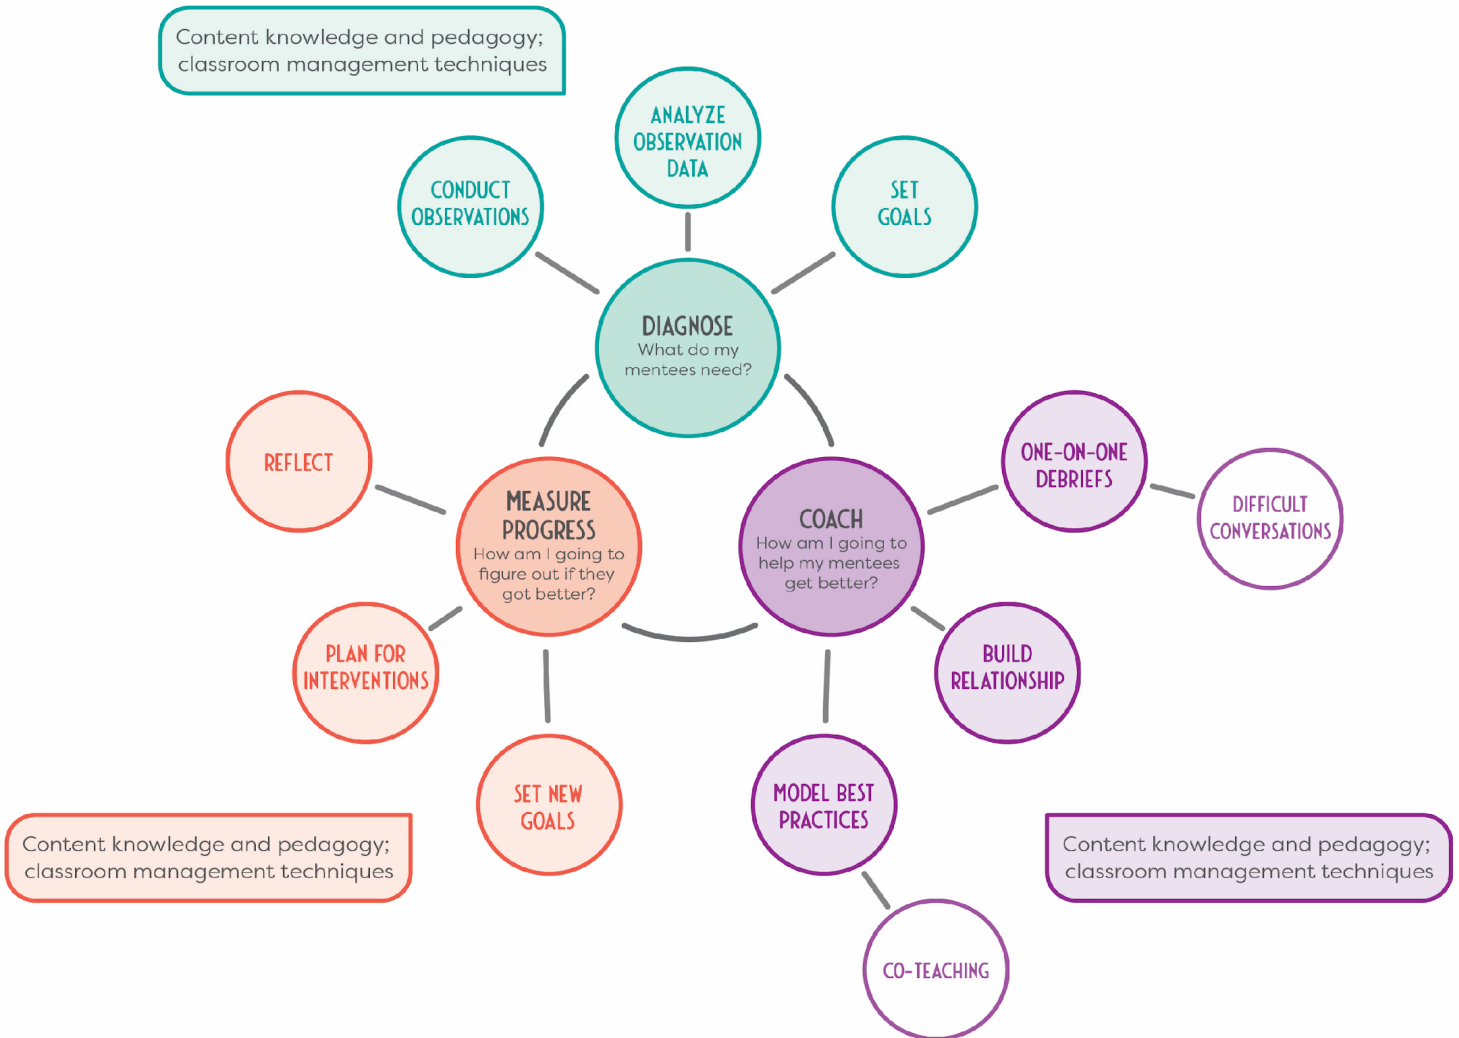 Content knowledge and pedagogy;
classroom management techniques
ANALYZE
OBSERVATION
DATA
CONDUCT
OBSERVATIONS
SET
GOALS
DIAGNOSE
What do my
mentees need?
REFLECT
MEASURE
PROGRESS
How am I going to
figure out if they
got better?
COACH
How am I going to
help my mentees
get better?
ONE-ON-ONE
DEBRIEFS
DIFFICULT
CONVERSATIONS
PLAN FOR
INTERVENTIONS
BUILD
RELATIONSHIP
SET NEW
GOALS
MODEL BEST
PRACTICES
Content knowledge and pedagogy;
classroom management techniques
Content knowledge and pedagogy;
classroom management techniques
CO-TEACHING